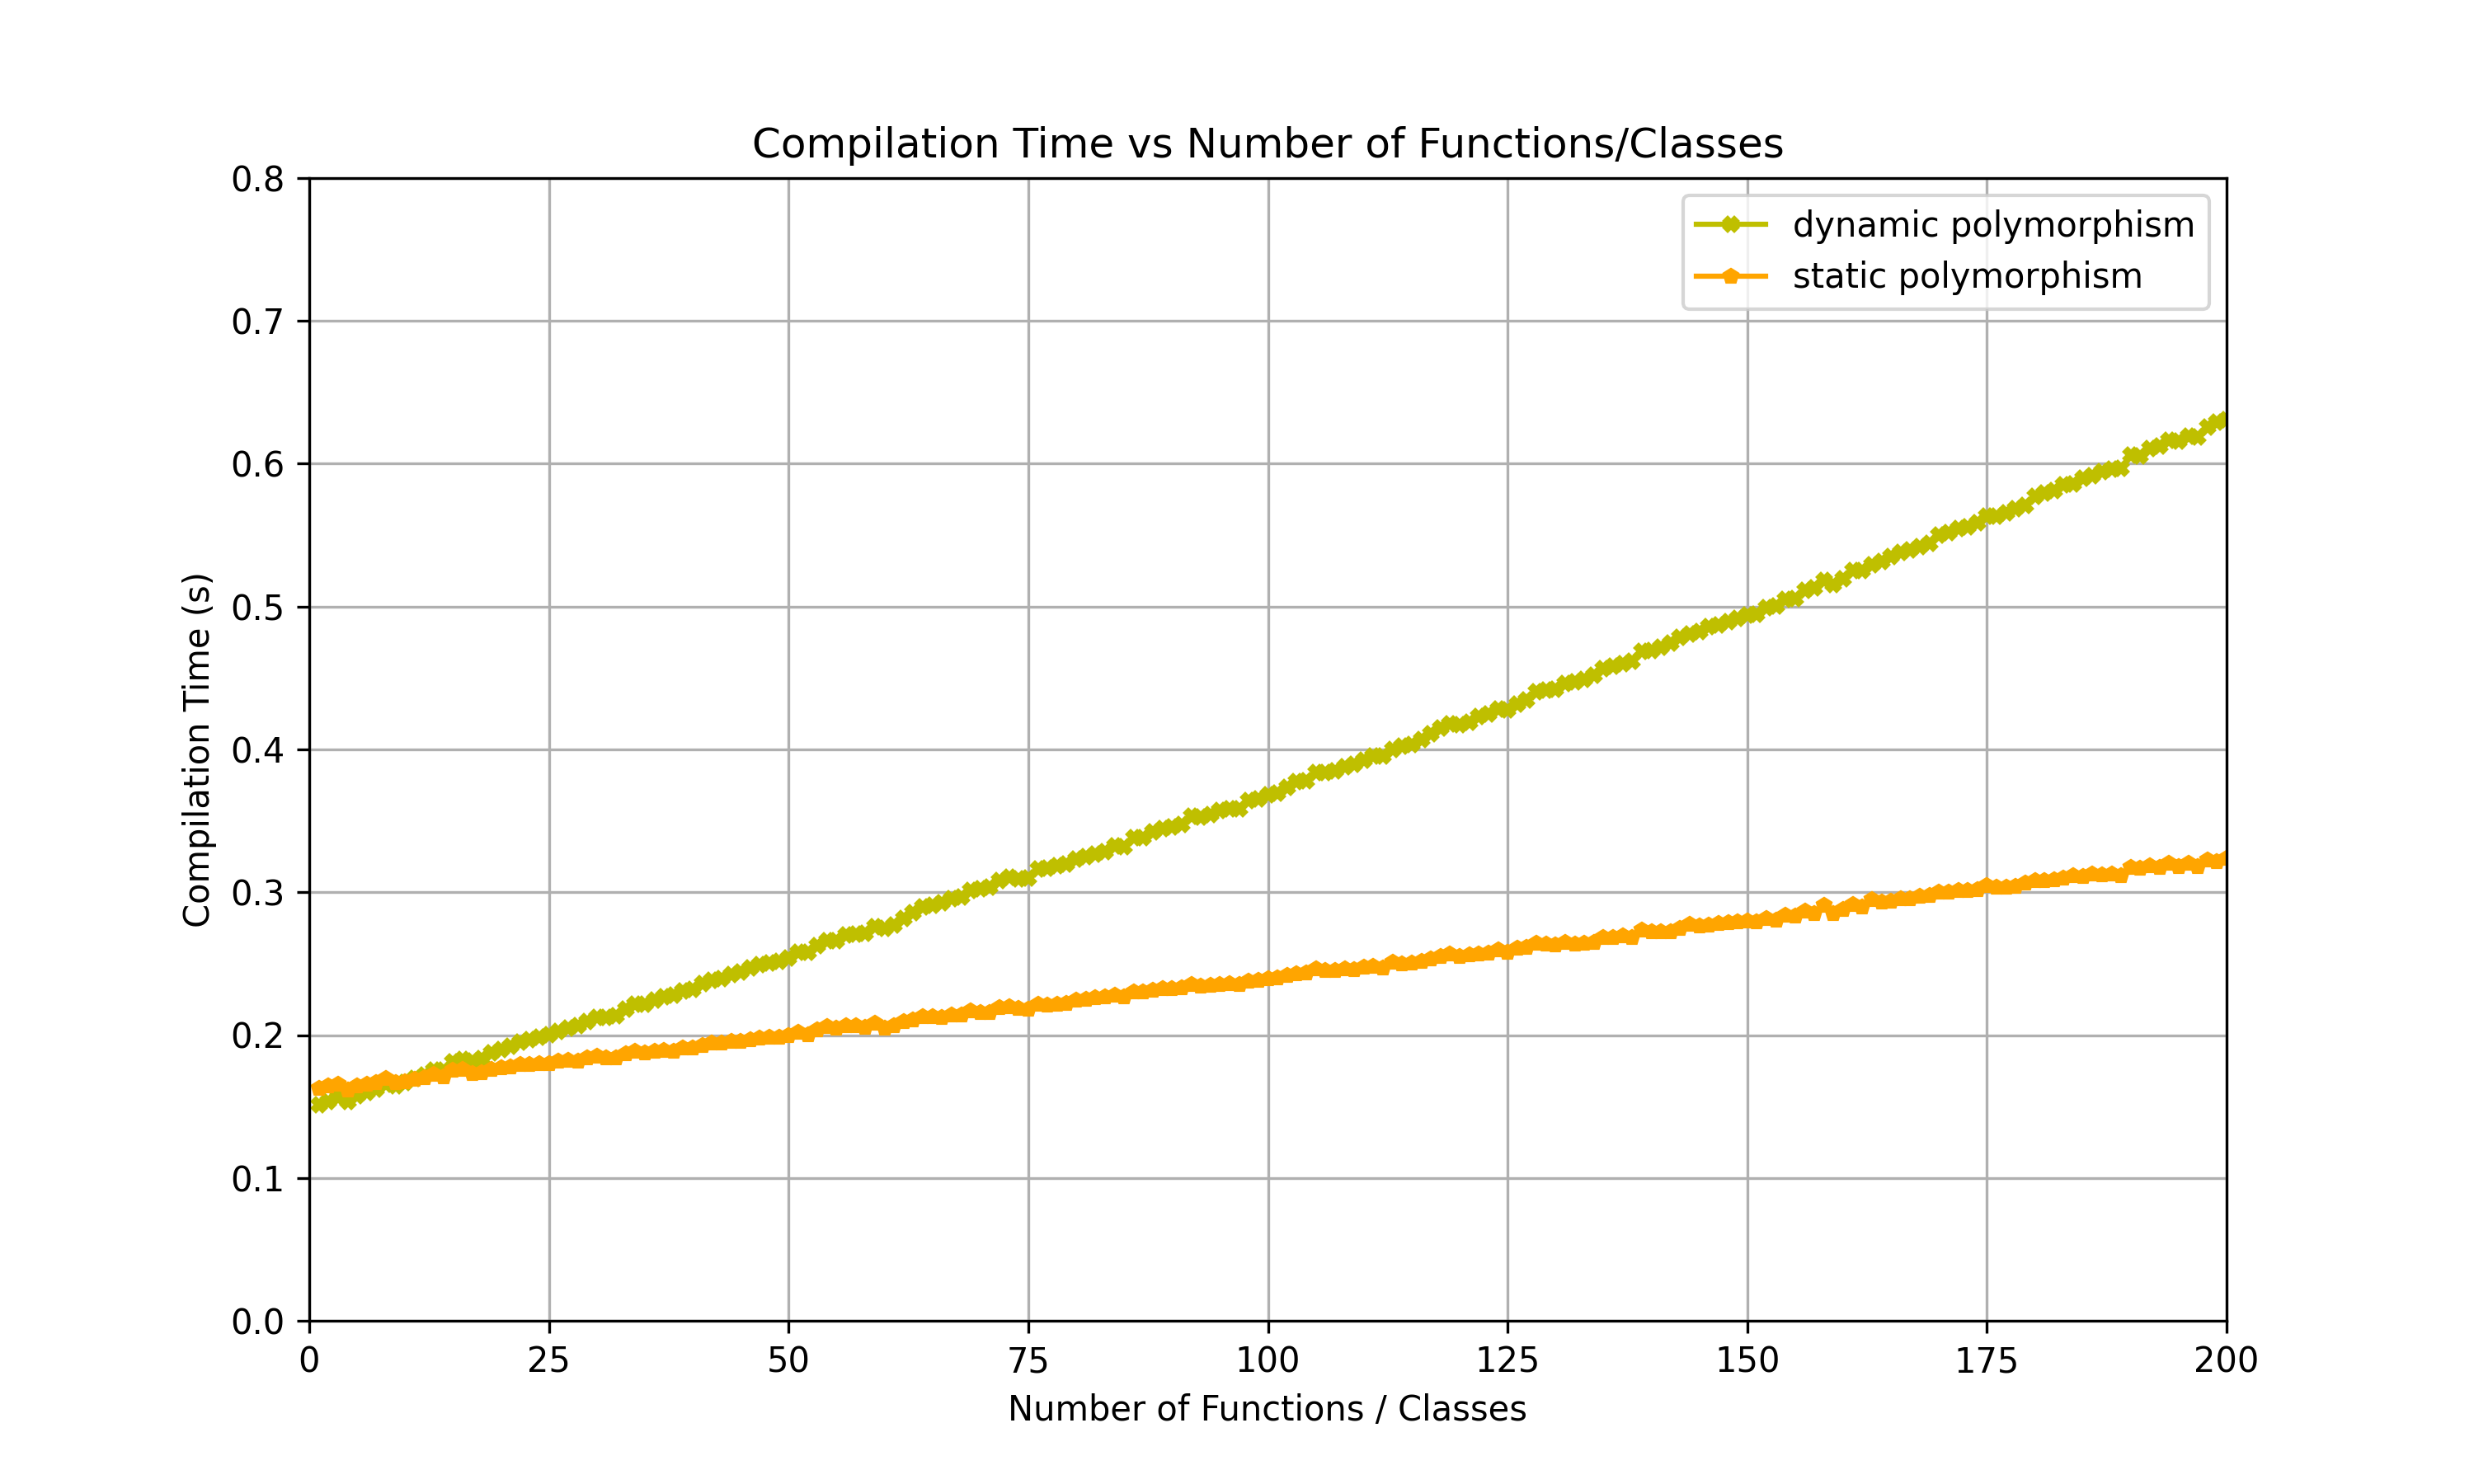 Compilation Time vs Number of Functions/Classes
dynamic polymorphism
static polymorphism
Compilation Time (s)
0.8
0.7
0.6
0.5
0.4
0.3
0.2
0.1
0.0
0 25 50 75 100 125 150 175 200
Number of Functions / Classes